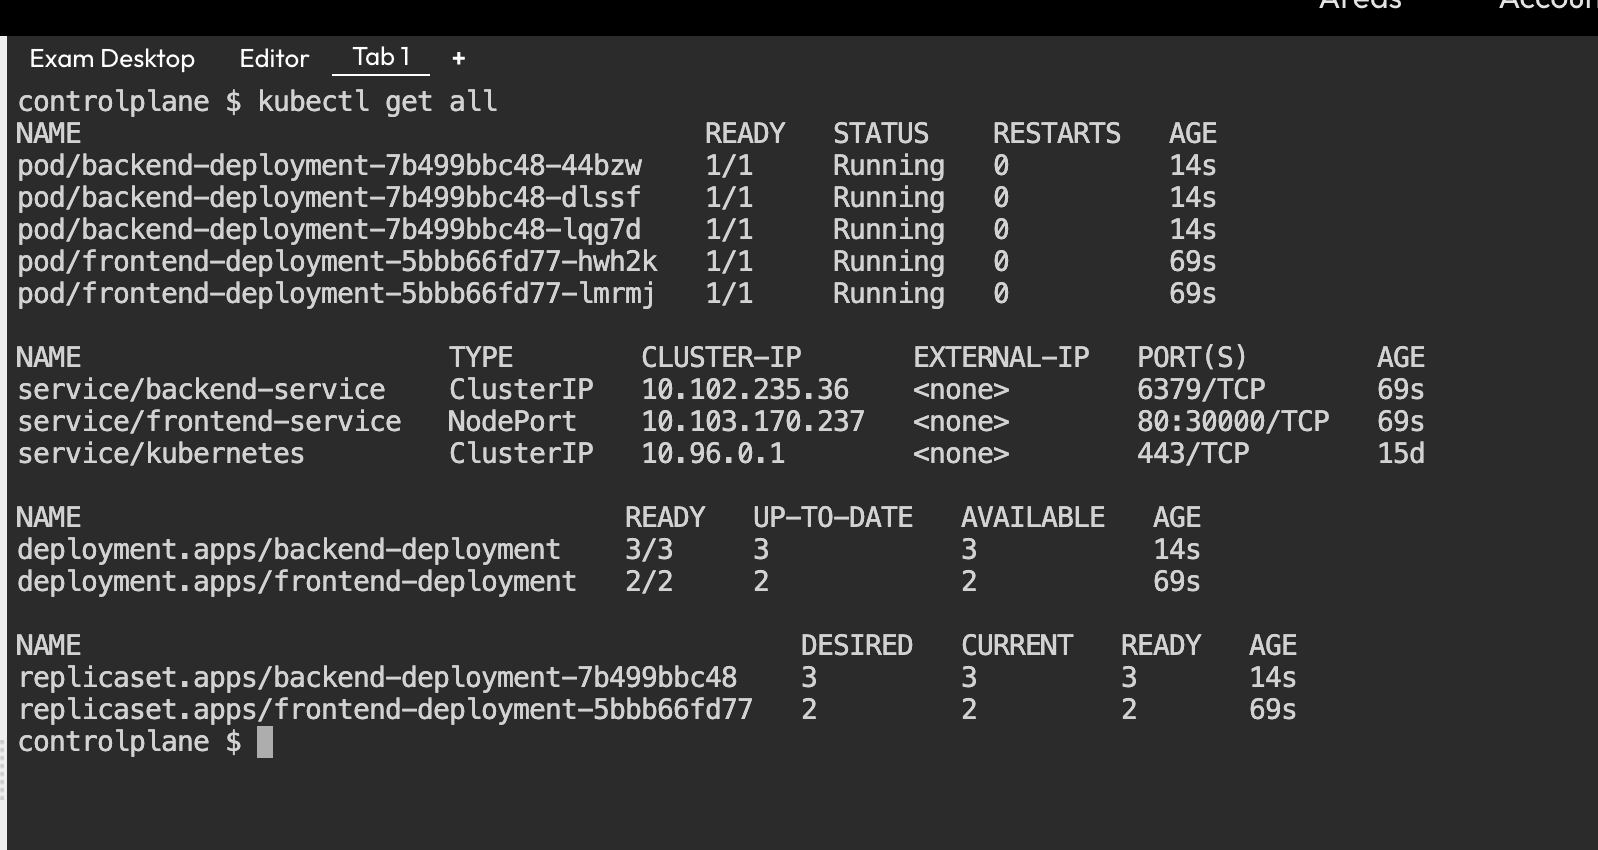 Areas
Exam Desktop Editor Tab 1 +
controlplane $ kubectl get all
NAME READY STATUS RESTARTS AGE
pod/backend-deployment-7b499bbc48-44bzw 1/1 Running 0 14s
pod/backend-deployment-7b499bbc48-dlssf 1/1 Running 0 14s
pod/backend-deployment-7b499bbc48-lqg7d 1/1 Running 0 14s
pod/frontend-deployment-5bbb66fd77-hwh2k 1/1 Running 0 69s
pod/frontend-deployment-5bbb66fd77-lmrmj 1/1 Running 0 69s
NAME TYPE CLUSTER-IP EXTERNAL-IP PORT(S) AGE
service/backend-service ClusterIP 10.102.235.36 <none> 6379/TCP 69s
service/frontend-service NodePort 10.103.170.237 <none> 80:30000/TCP 69s
service/kubernetes ClusterIP 10.96.0.1 <none> 443/TCP 15d
NAME READY UP-TO-DATE AVAILABLE AGE
deployment.apps/backend-deployment 3/3 3 3 14s
deployment.apps/frontend-deployment 2/2 2 2 69s
NAME DESIRED CURRENT READY AGE
replicaset.apps/backend-deployment-7b499bbc48 3 3 3 14s
replicaset.apps/frontend-deployment-5bbb66fd77 2 2 2 69s
controlplane $